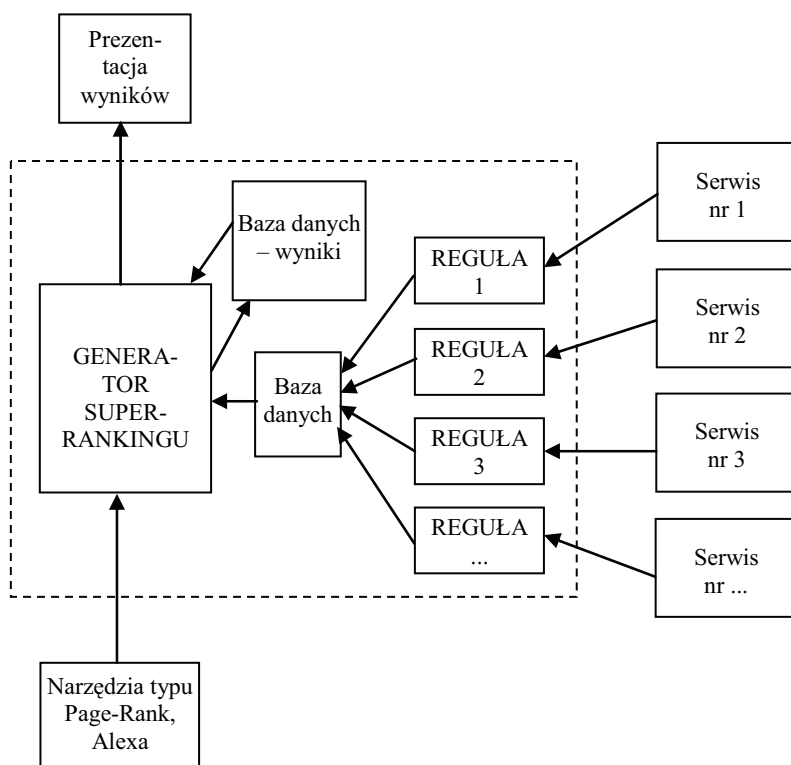 Prezen-
tacja
wyników
Serwis
nr 1
Baza danych
– wyniki
REGUŁA
1
Serwis
nr 2
GENERA-
TOR
SUPER-
RANKINGU
Baza
danych
REGUŁA
2
REGUŁA
3
Serwis
nr 3
REGUŁA
...
Serwis
nr ...
Narzędzia typu
Page-Rank,
Alexa